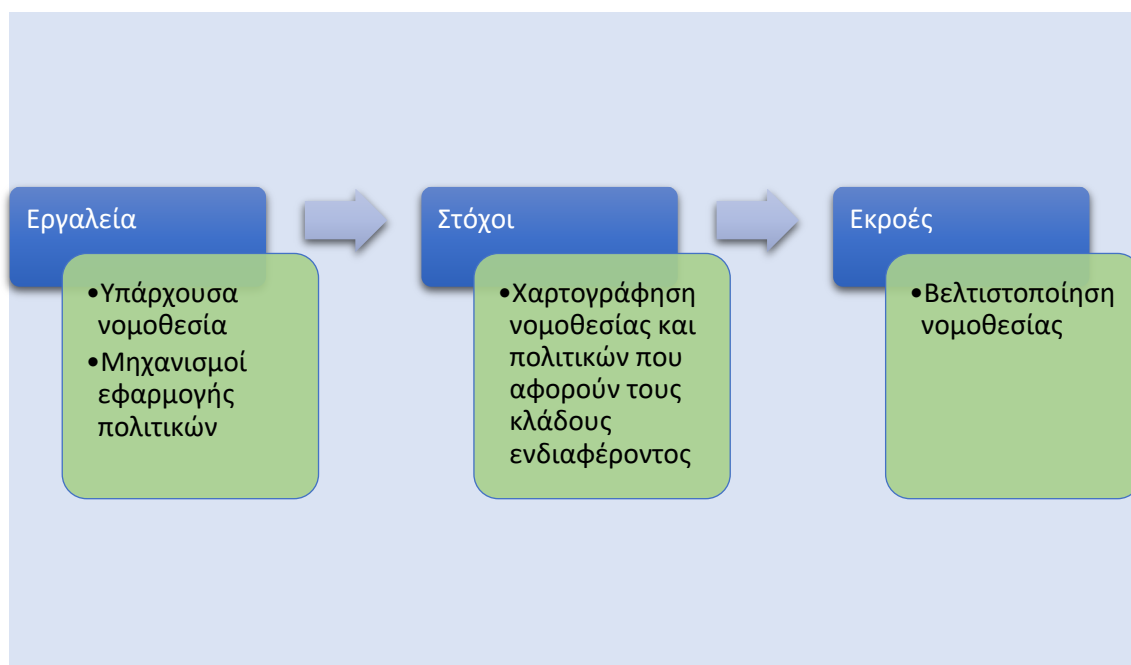 Εργαλεία
•Υπάρχουσα
νομοθεσία
•Μηχανισμοί
εφαρμογής
πολιτικών
Στόχοι
•Χαρτογράφηση
νομοθεσίας και
πολιτικών που
αφορούν τους
κλάδους
ενδιαφέροντος
Εκροές
•Βελτιστοποίηση
νομοθεσίας